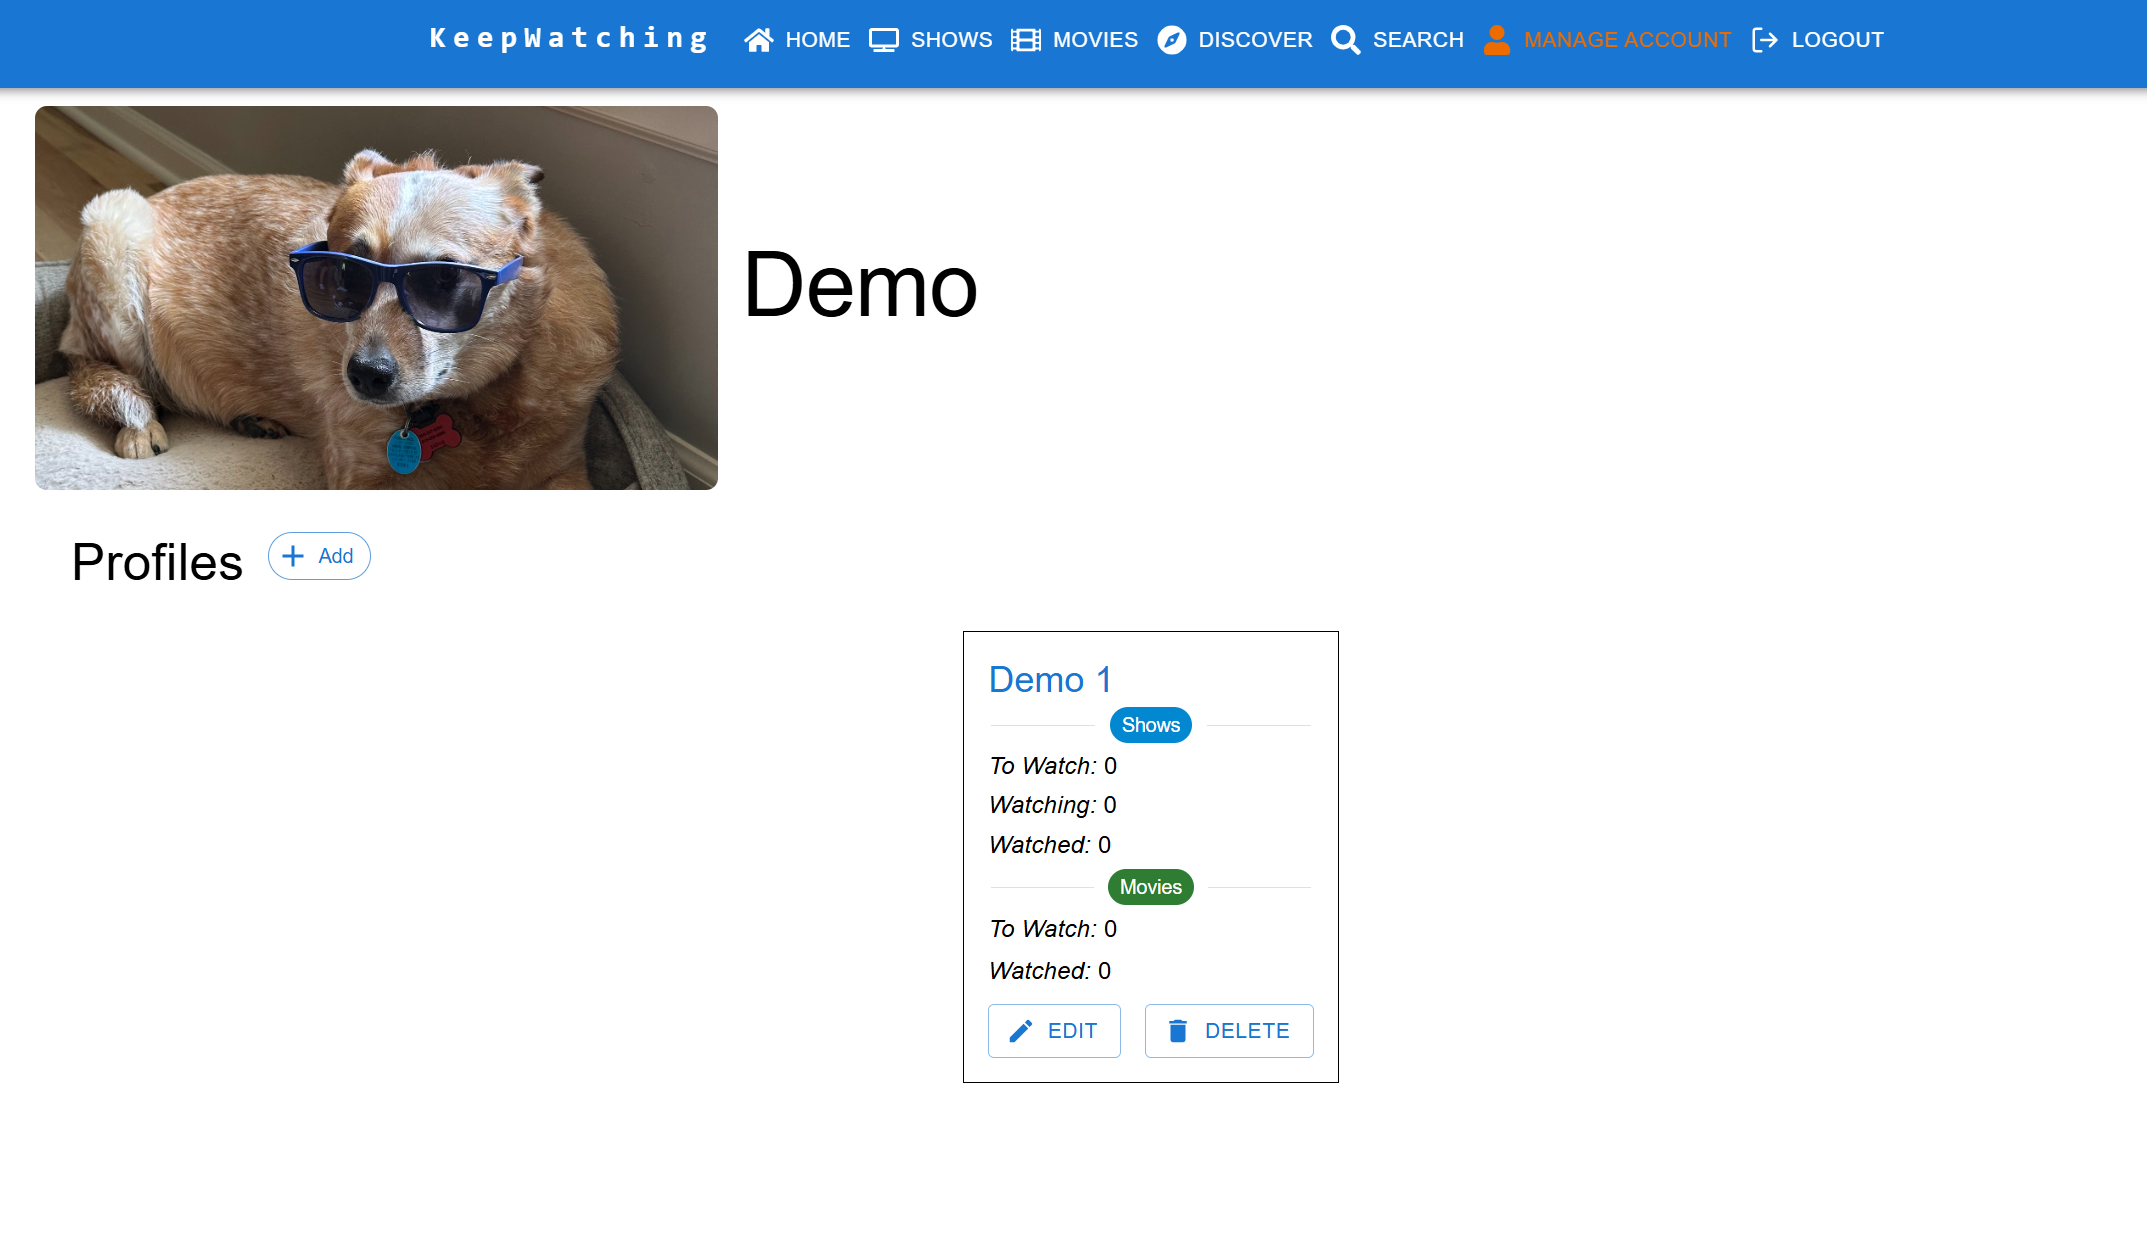 KeepWatching HOME SHOWS MOVIES DISCOVER SEARCH MANAGE ACCOUNT LOGOUT
Demo
Profiles Add
Demo 1
Shows
To Watch: 0
Watching: 0
Watched: 0
Movies
To Watch: 0
Watched: 0
EDIT DELETE